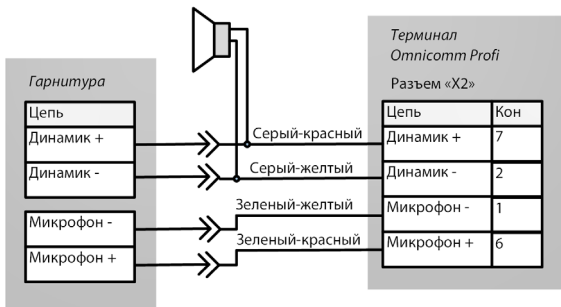 Гарнитура
Цепь
Динамик +
Динамик -
Микрофон -
Микрофон +
Серый-красный
Серый-желтый
Зеленый-желтый
Зеленый-красный
Терминал
Omnicomm Profi
Разъем «X2»
Цепь Кон
Динамик + 7
Динамик - 2
Микрофон - 1
Микрофон + 6